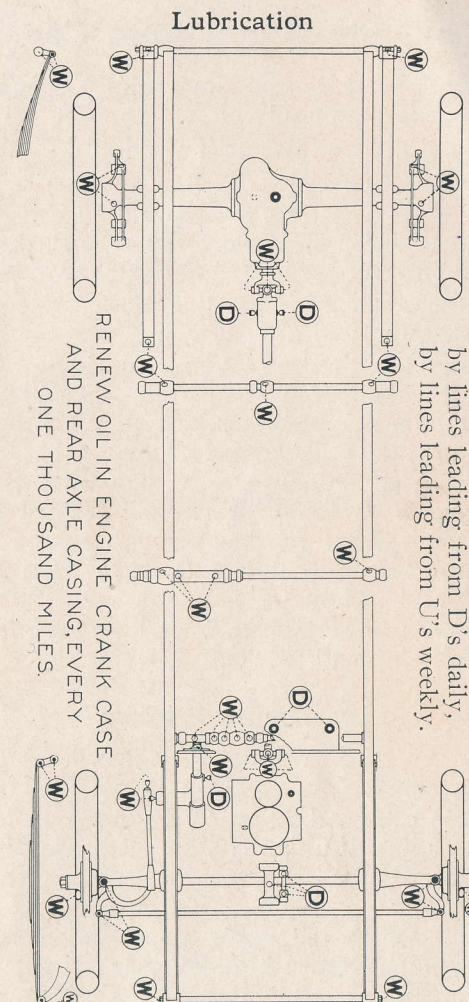 Lubrication
W W
W
W W
W
D D
by lines leading from D's daily,
by lines leading from U's weekly.
W W
W
RENEW OIL IN ENGINE CRANK CASE
AND REAR AXLE CASING, EVERY
ONE THOUSAND MILES.
W
W
W D
W W
W W D
D
W W
W
W W
W